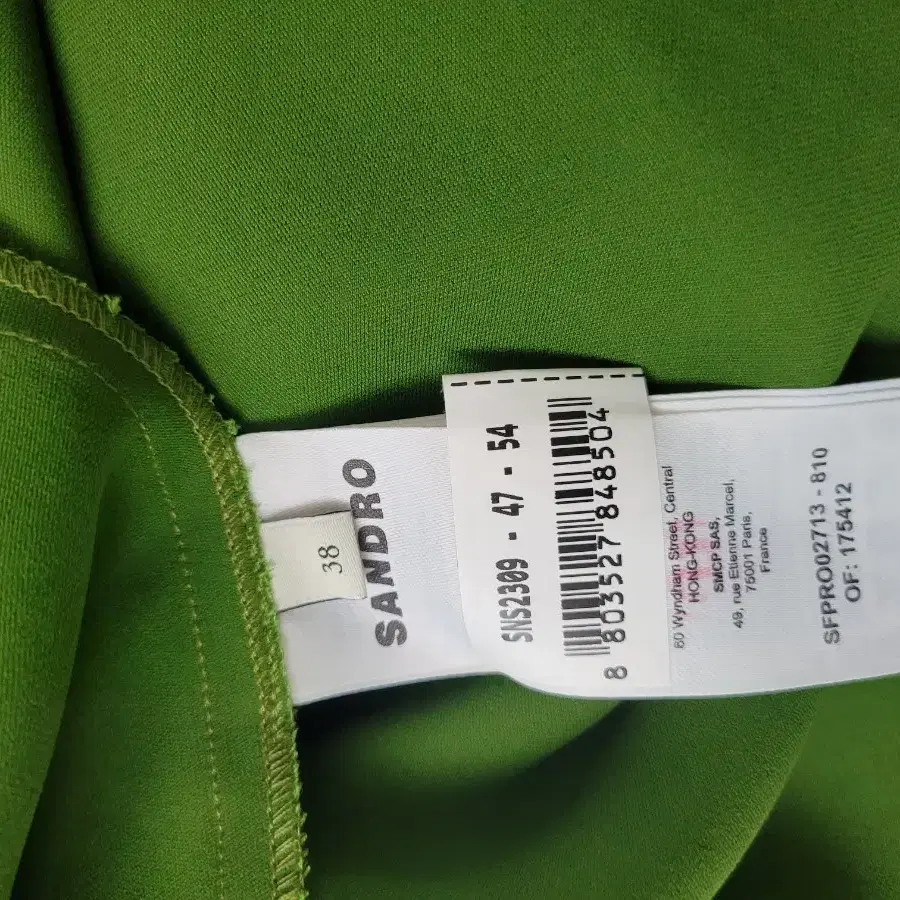 38
SANDRO
SNS2309 - 47 - 54
8 803527 848504
60 Wyndham Street, Central
HONG-KONG
SMCP SAS,
49, rue Etienne Marcel,
75001 Paris,
France
SFPRO02713 - 810
OF: 175412